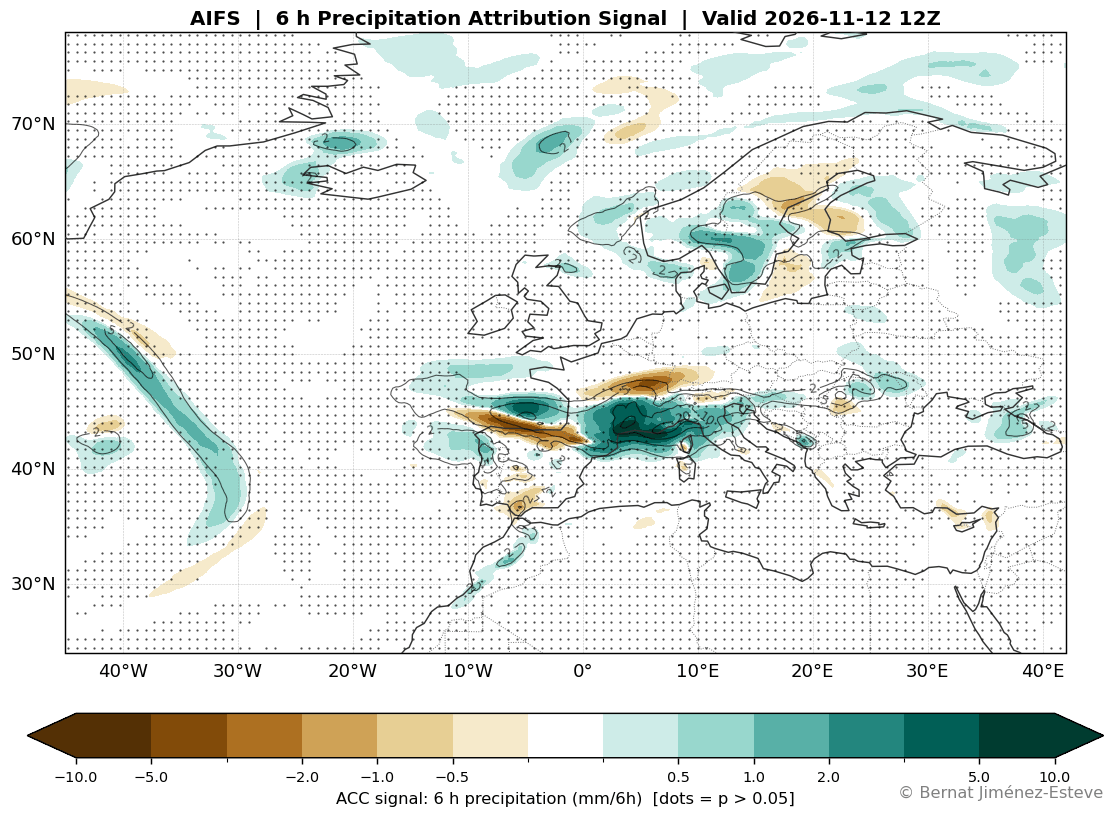 AIFS | 6 h Precipitation Attribution Signal | Valid 2026-11-12 12Z
70°N
60°N
50°N
40°N
30°N
40°W 30°W 20°W 10°W 0° 10°E 20°E 30°E 40°E
−10.0 −5.0 −2.0 −1.0 −0.5 0.5 1.0 2.0 5.0 10.0
ACC signal: 6 h precipitation (mm/6h) [dots = p > 0.05]
© Bernat Jiménez-Esteve